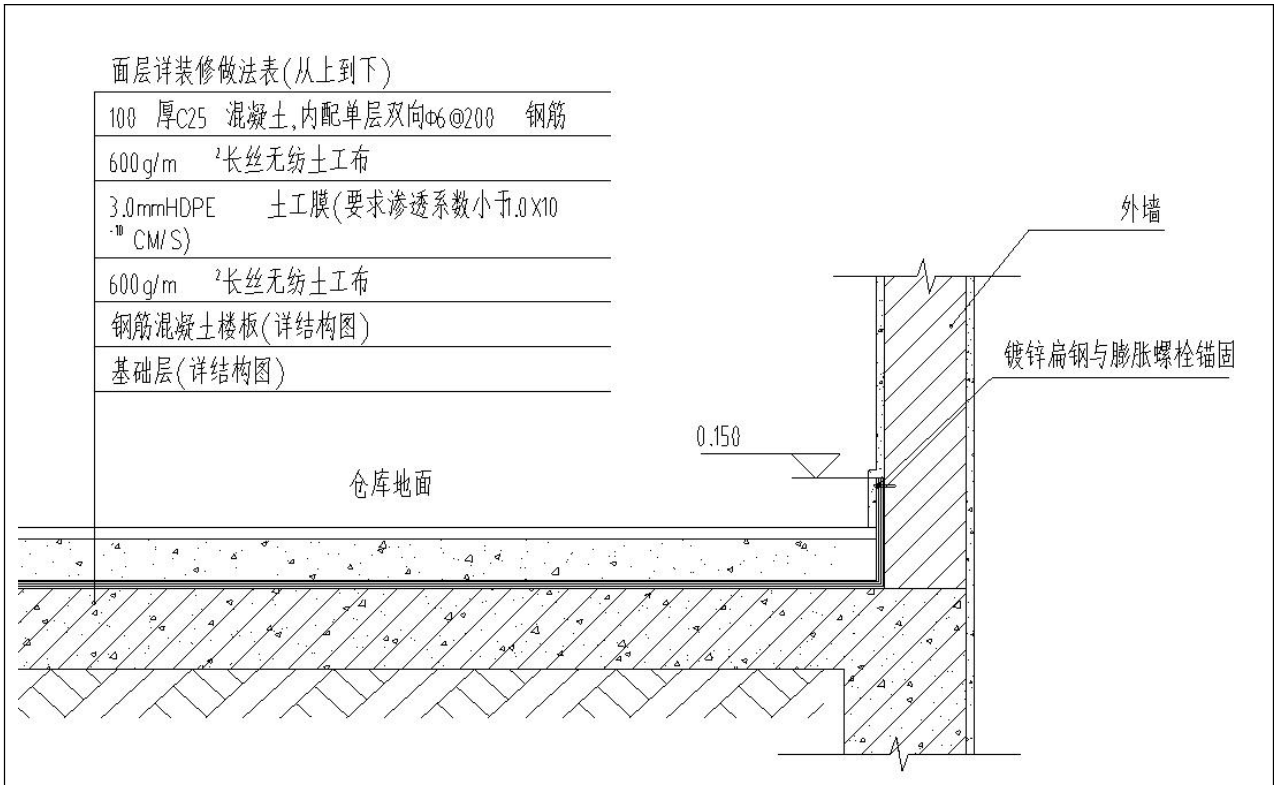 面层详装修做法表(从上到下)
100 厚C25 混凝土,内配单层双向Φ6@200 钢筋
600g/m ²长丝无纺土工布
3.0mmHDPE 土工膜(要求渗透系数小于1.0X10
⁻¹⁰ CM/S)
600g/m ²长丝无纺土工布
钢筋混凝土楼板(详结构图)
基础层(详结构图)
外墙
镀锌扁钢与膨胀螺栓锚固
0.150
仓库地面